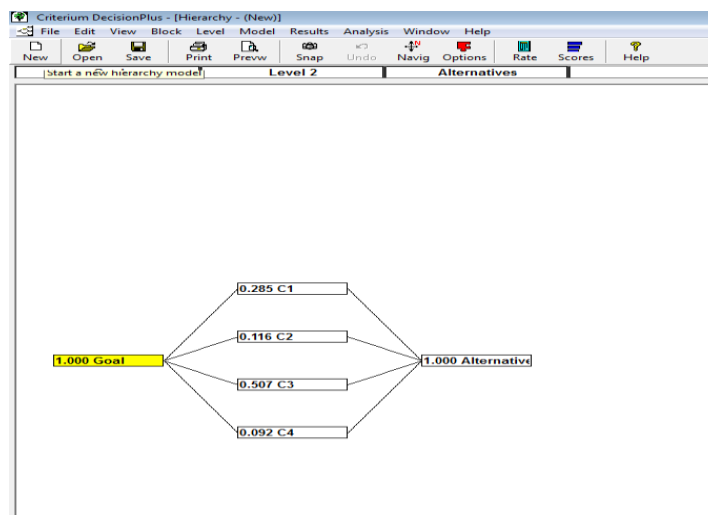 Criterium DecisionPlus - [Hierarchy - (New)]
File Edit View Block Level Model Results Analysis Window Help
New Open Save Print Prevw Snap Undo Navig Options Rate Scores Help
Start a new hierarchy model Level 2 Alternatives
0.285 C1
0.116 C2
1.000 Goal 1.000 Alternative
0.507 C3
0.092 C4